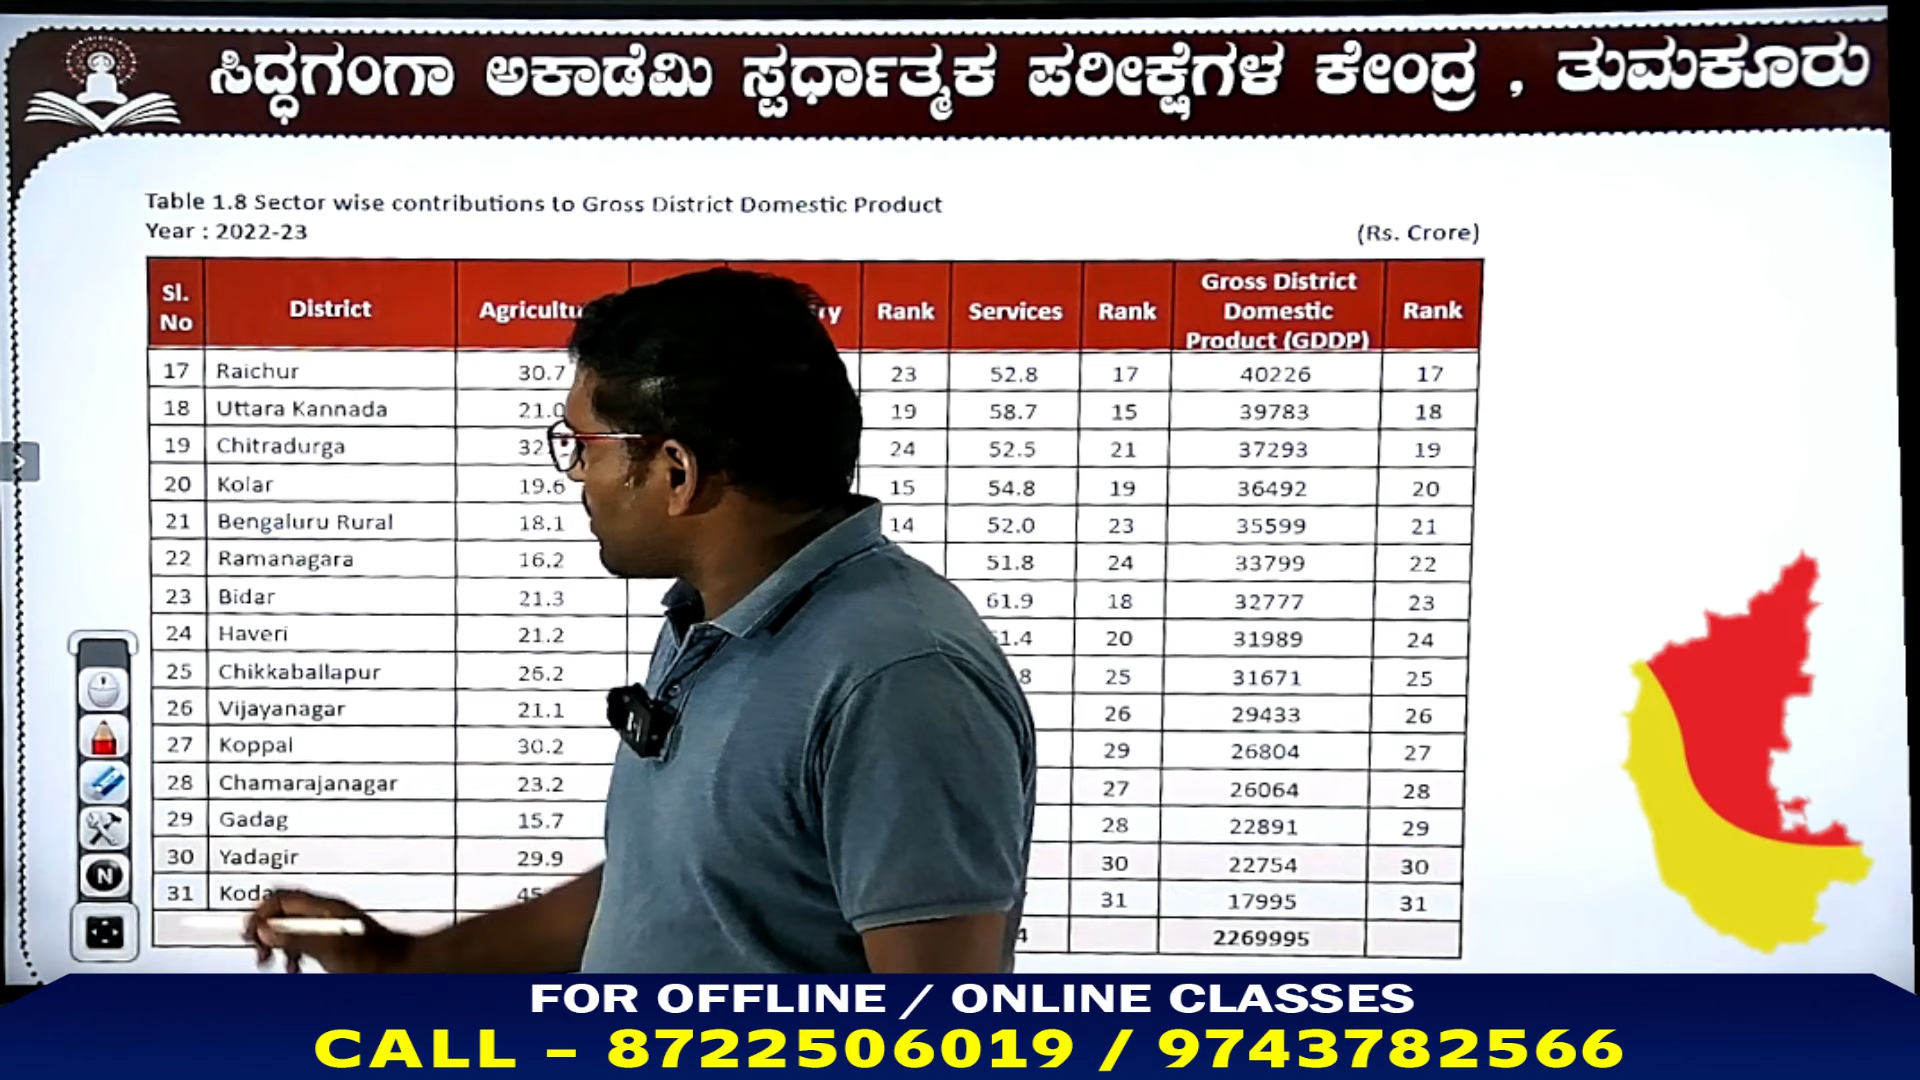 ಸಿದ್ಧಗಂಗಾ ಅಕಾಡೆಮಿ ಸ್ಪರ್ಧಾತ್ಮಕ ಪರೀಕ್ಷೆಗಳ ಕೇಂದ್ರ , ತುಮಕೂರು
Table 1.8 Sector wise contributions to Gross District Domestic Product
Year : 2022-23 (Rs. Crore)
Sl. No District Rank Services Rank Gross District Domestic Product (GDDP) Rank
17 Raichur 30.7 23 52.8 17 40226 17
18 Uttara Kannada 21.0 19 58.7 15 39783 18
19 Chitradurga 24 52.5 21 37293 19
20 Kolar 19.6 15 54.8 19 36492 20
21 Bengaluru Rural 18.1 14 52.0 23 35599 21
22 Ramanagara 16.2 51.8 24 33799 22
23 Bidar 21.3 61.9 18 32777 23
24 Haveri 21.2 20 31989 24
25 Chikkaballapur 26.2 25 31671 25
26 Vijayanagar 21.1 26 29433 26
27 Koppal 30.2 29 26804 27
28 Chamarajanagar 23.2 27 26064 28
29 Gadag 15.7 28 22891 29
30 Yadagir 29.9 30 22754 30
31 31 17995 31
2269995
N
FOR OFFLINE / ONLINE CLASSES
CALL – 8722506019 / 9743782566